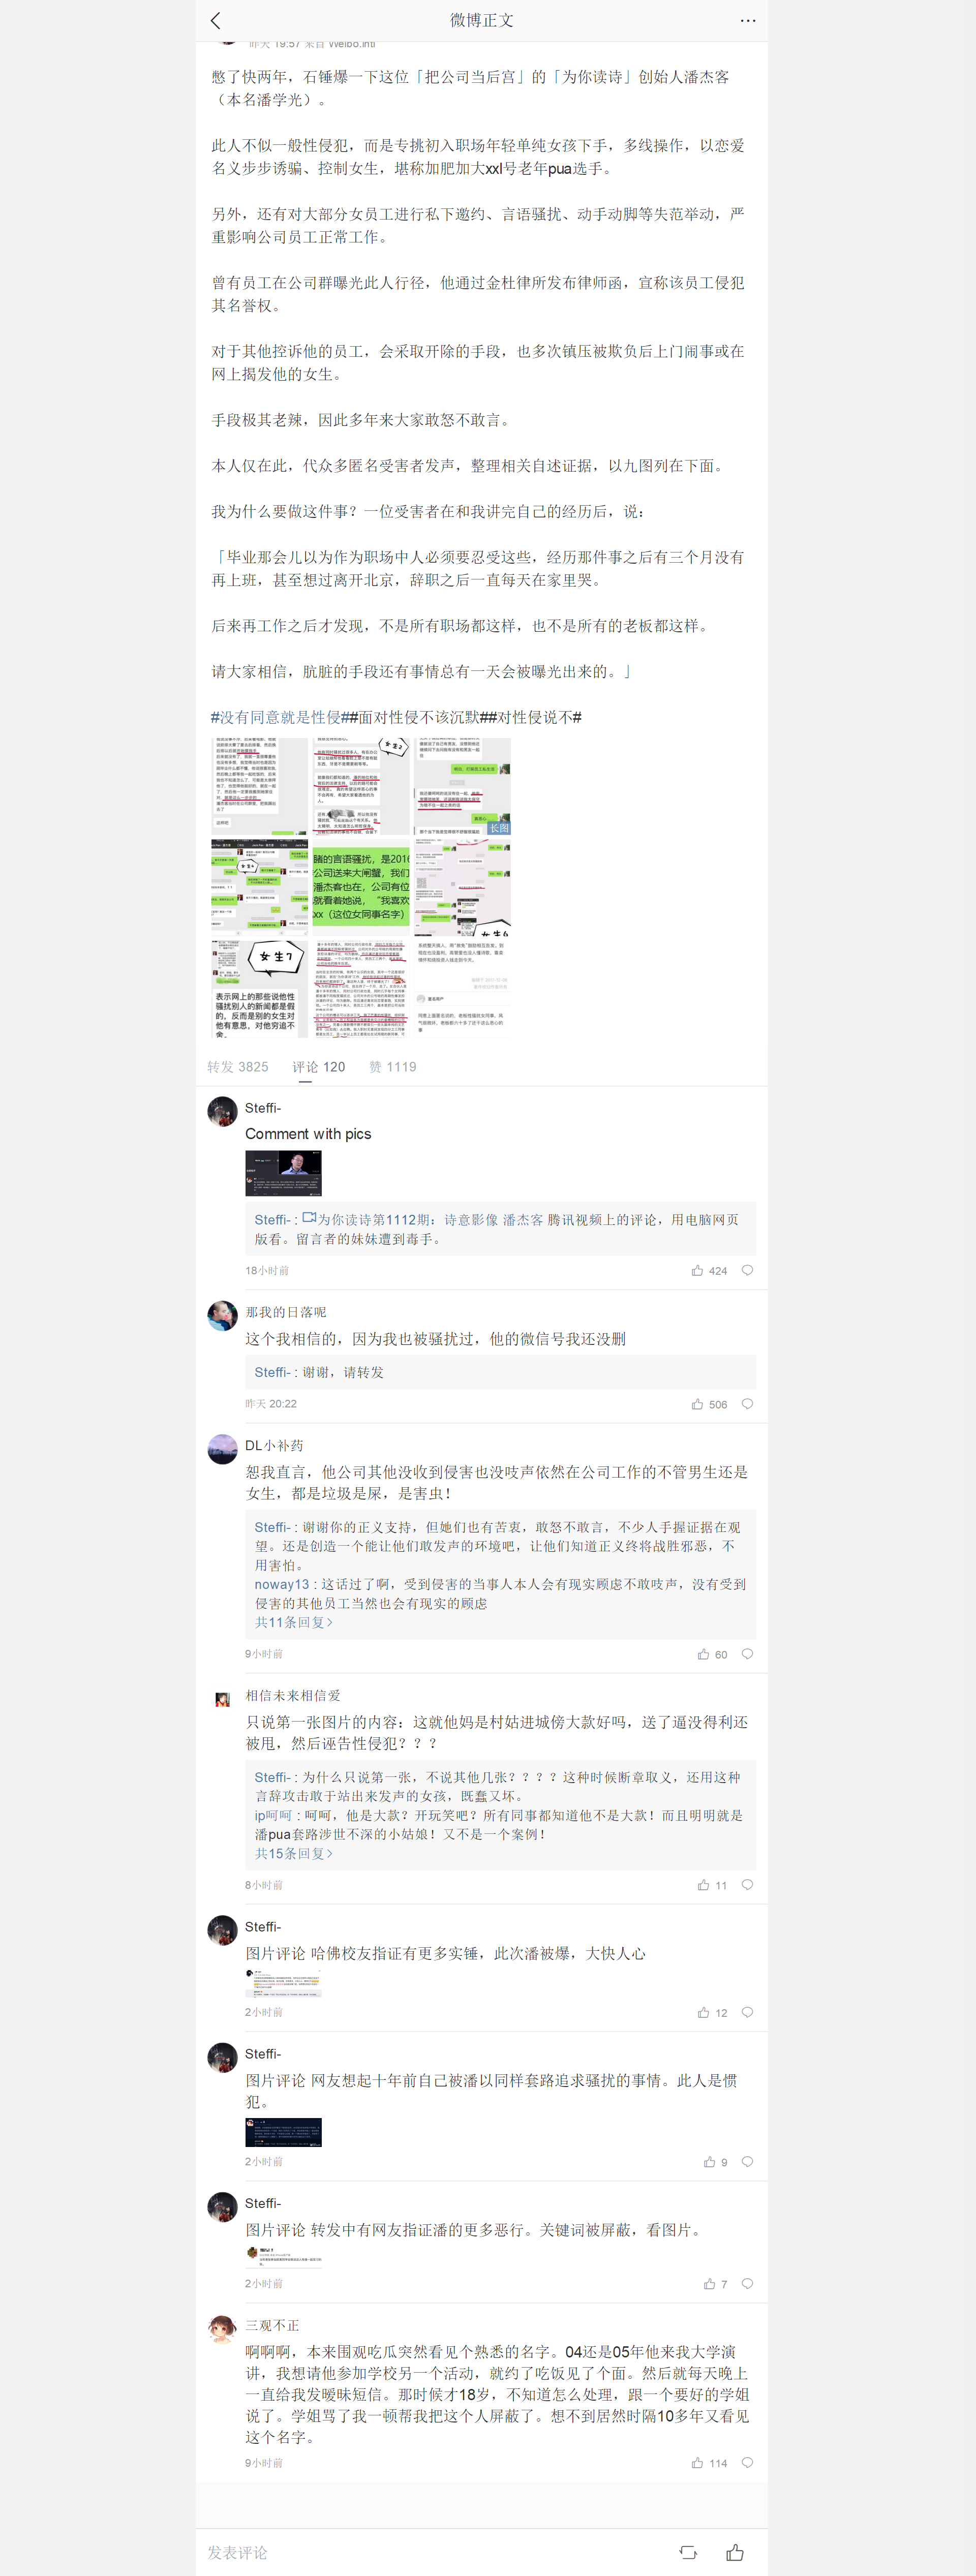 微博正文
昨天 19:57 来自 Weibo.intl
憋了快两年，石锤爆一下这位「把公司当后宫」的「为你读诗」创始人潘杰客
（本名潘学光）。
此人不似一般性侵犯，而是专挑初入职场年轻单纯女孩下手，多线操作，以恋爱
名义步步诱骗、控制女生，堪称加肥加大xxl号老年pua选手。
另外，还有对大部分女员工进行私下邀约、言语骚扰、动手动脚等失范举动，严
重影响公司员工正常工作。
曾有员工在公司群曝光此人行径，他通过金杜律所发布律师函，宣称该员工侵犯
其名誉权。
对于其他控诉他的员工，会采取开除的手段，也多次镇压被欺负后上门闹事或在
网上揭发他的女生。
手段极其老辣，因此多年来大家敢怒不敢言。
本人仅在此，代众多匿名受害者发声，整理相关自述证据，以九图列在下面。
我为什么要做这件事？一位受害者在和我讲完自己的经历后，说：
「毕业那会儿以为作为职场中人必须要忍受这些，经历那件事之后有三个月没有
再上班，甚至想过离开北京，辞职之后一直每天在家里哭。
后来再工作之后才发现，不是所有职场都这样，也不是所有的老板都这样。
请大家相信，肮脏的手段还有事情总有一天会被曝光出来的。」
#没有同意就是性侵##面对性侵不该沉默##对性侵说不#
女生2
长图
女生4
睹的言语骚扰，是2016
公司送来大闸蟹，我们
潘杰客也在，公司有位
就看着她说，“我喜欢
xx（这位女同事名字）
女生6
女生7
表示网上的那些说他性
骚扰别人的新闻都是假
的，反而是别的女生对
他有意思，对他穷追不
舍。
转发 3825 评论 120 赞 1119
Steffi-
Comment with pics
Steffi- : 为你读诗第1112期：诗意影像 潘杰客 腾讯视频上的评论，用电脑网页
版看。留言者的妹妹遭到毒手。
18小时前 424
那我的日落呢
这个我相信的，因为我也被骚扰过，他的微信号我还没删
Steffi- : 谢谢，请转发
昨天 20:22 506
DL小补药
恕我直言，他公司其他没收到侵害也没吱声依然在公司工作的不管男生还是
女生，都是垃圾是屎，是害虫！
Steffi- : 谢谢你的正义支持，但她们也有苦衷，敢怒不敢言，不少人手握证据在观
望。还是创造一个能让他们敢发声的环境吧，让他们知道正义终将战胜邪恶，不
用害怕。
noway13 : 这话过了啊，受到侵害的当事人本人会有现实顾虑不敢吱声，没有受到
侵害的其他员工当然也会有现实的顾虑
共11条回复>
9小时前 60
相信未来相信爱
只说第一张图片的内容：这就他妈是村姑进城傍大款好吗，送了逼没得利还
被甩，然后诬告性侵犯？？？
Steffi- : 为什么只说第一张，不说其他几张？？？？这种时候断章取义，还用这种
言辞攻击敢于站出来发声的女孩，既蠢又坏。
ip呵呵 : 呵呵，他是大款？开玩笑吧？所有同事都知道他不是大款！而且明明就是
潘pua套路涉世不深的小姑娘！又不是一个案例！
共15条回复>
8小时前 11
Steffi-
图片评论 哈佛校友指证有更多实锤，此次潘被爆，大快人心
2小时前 12
Steffi-
图片评论 网友想起十年前自己被潘以同样套路追求骚扰的事情。此人是惯
犯。
2小时前 9
Steffi-
图片评论 转发中有网友指证潘的更多恶行。关键词被屏蔽，看图片。
2小时前 7
三观不正
啊啊啊，本来围观吃瓜突然看见个熟悉的名字。04还是05年他来我大学演
讲，我想请他参加学校另一个活动，就约了吃饭见了个面。然后就每天晚上
一直给我发暧昧短信。那时候才18岁，不知道怎么处理，跟一个要好的学姐
说了。学姐骂了我一顿帮我把这个人屏蔽了。想不到居然时隔10多年又看见
这个名字。
9小时前 114
发表评论